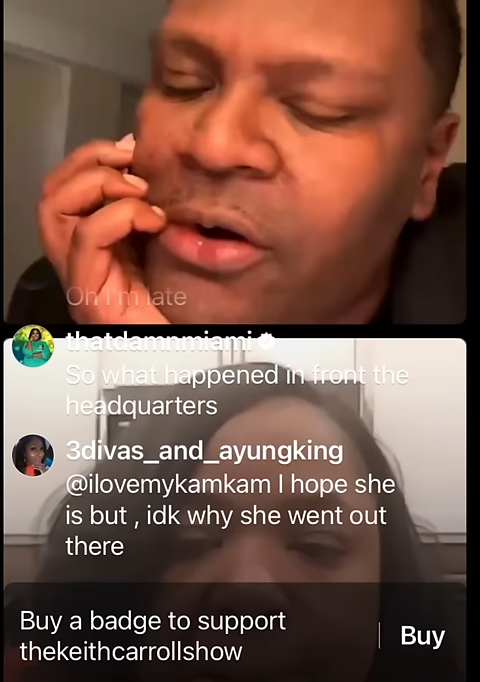 Oh I'm late
thatdamnmiami
So what happened in front the
headquarters
3divas_and_ayungking
@ilovemykamkam I hope she
is but , idk why she went out
there
Buy a badge to support
thekeithcarrollshow
Buy